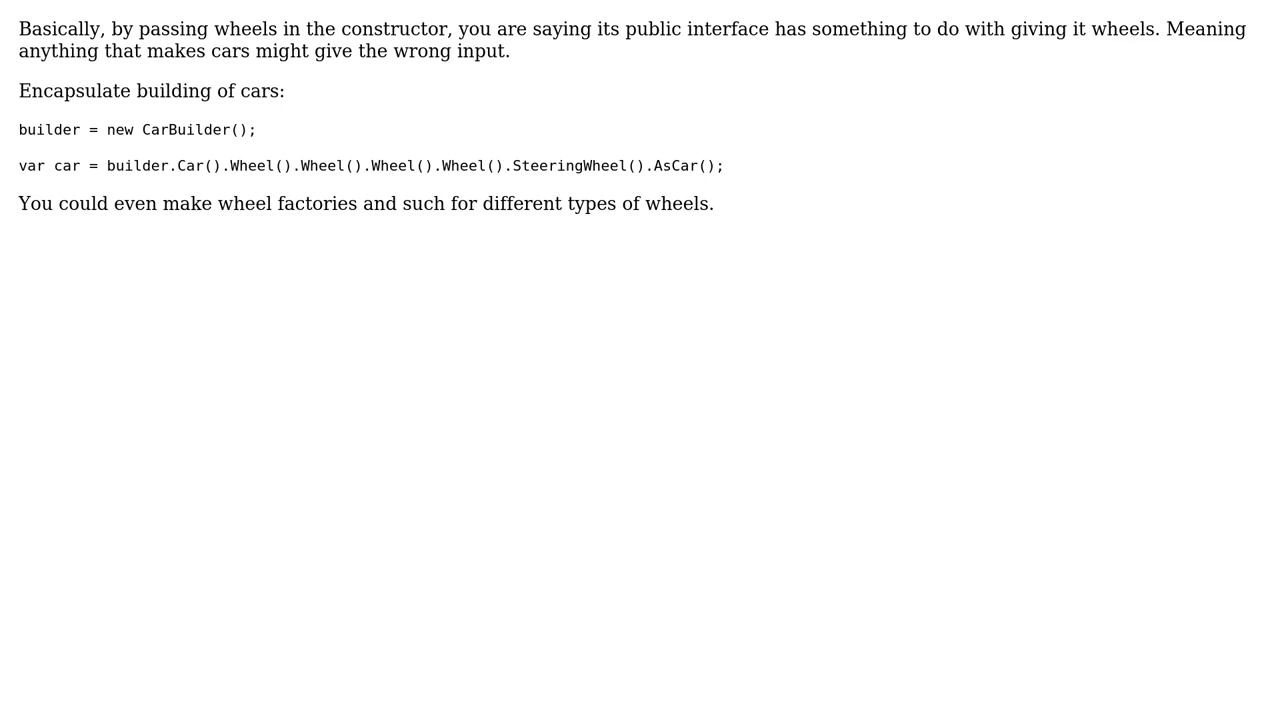 Basically, by passing wheels in the constructor, you are saying its public interface has something to do with giving it wheels. Meaning
anything that makes cars might give the wrong input.
Encapsulate building of cars:
builder = new CarBuilder();
var car = builder.Car().Wheel().Wheel().Wheel().Wheel().SteeringWheel().AsCar();
You could even make wheel factories and such for different types of wheels.